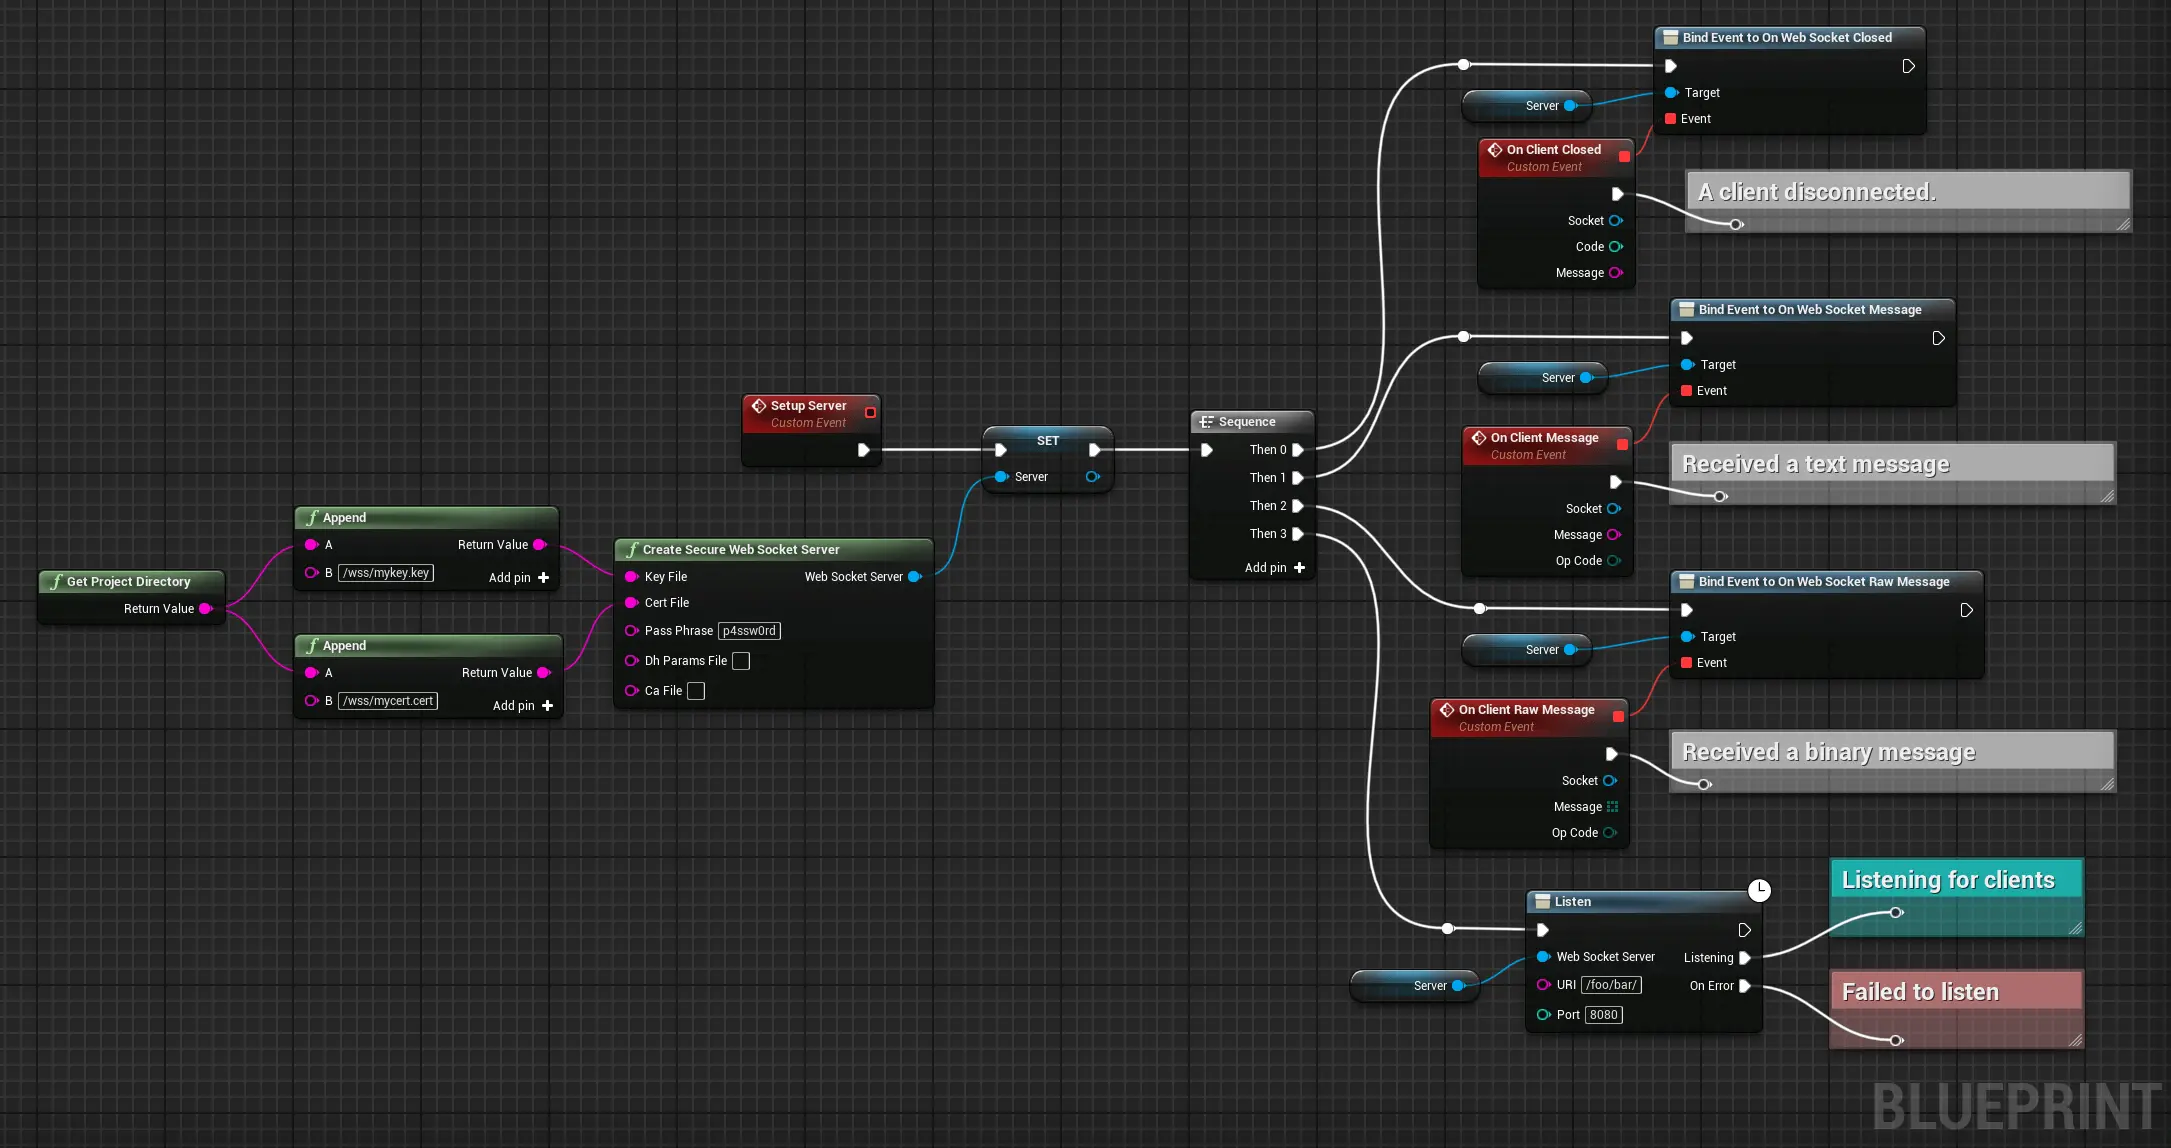 Get Project Directory
Return Value
Append
A
Return Value
B /wss/mykey.key
Add pin
Append
A
Return Value
B /wss/mycert.cert
Add pin
Create Secure Web Socket Server
Key File
Web Socket Server
Cert File
Pass Phrase p4ssw0rd
Dh Params File
Ca File
Setup Server
Custom Event
SET
Server
Sequence
Then 0
Then 1
Then 2
Then 3
Add pin
Bind Event to On Web Socket Closed
Target
Event
Server
On Client Closed
Custom Event
Socket
Code
Message
A client disconnected.
Bind Event to On Web Socket Message
Target
Event
Server
On Client Message
Custom Event
Socket
Message
Op Code
Received a text message
Bind Event to On Web Socket Raw Message
Target
Event
Server
On Client Raw Message
Custom Event
Socket
Message
Op Code
Received a binary message
Listen
Web Socket Server
Listening
URI /foo/bar/
On Error
Port 8080
Server
Listening for clients
Failed to listen
BLUEPRINT